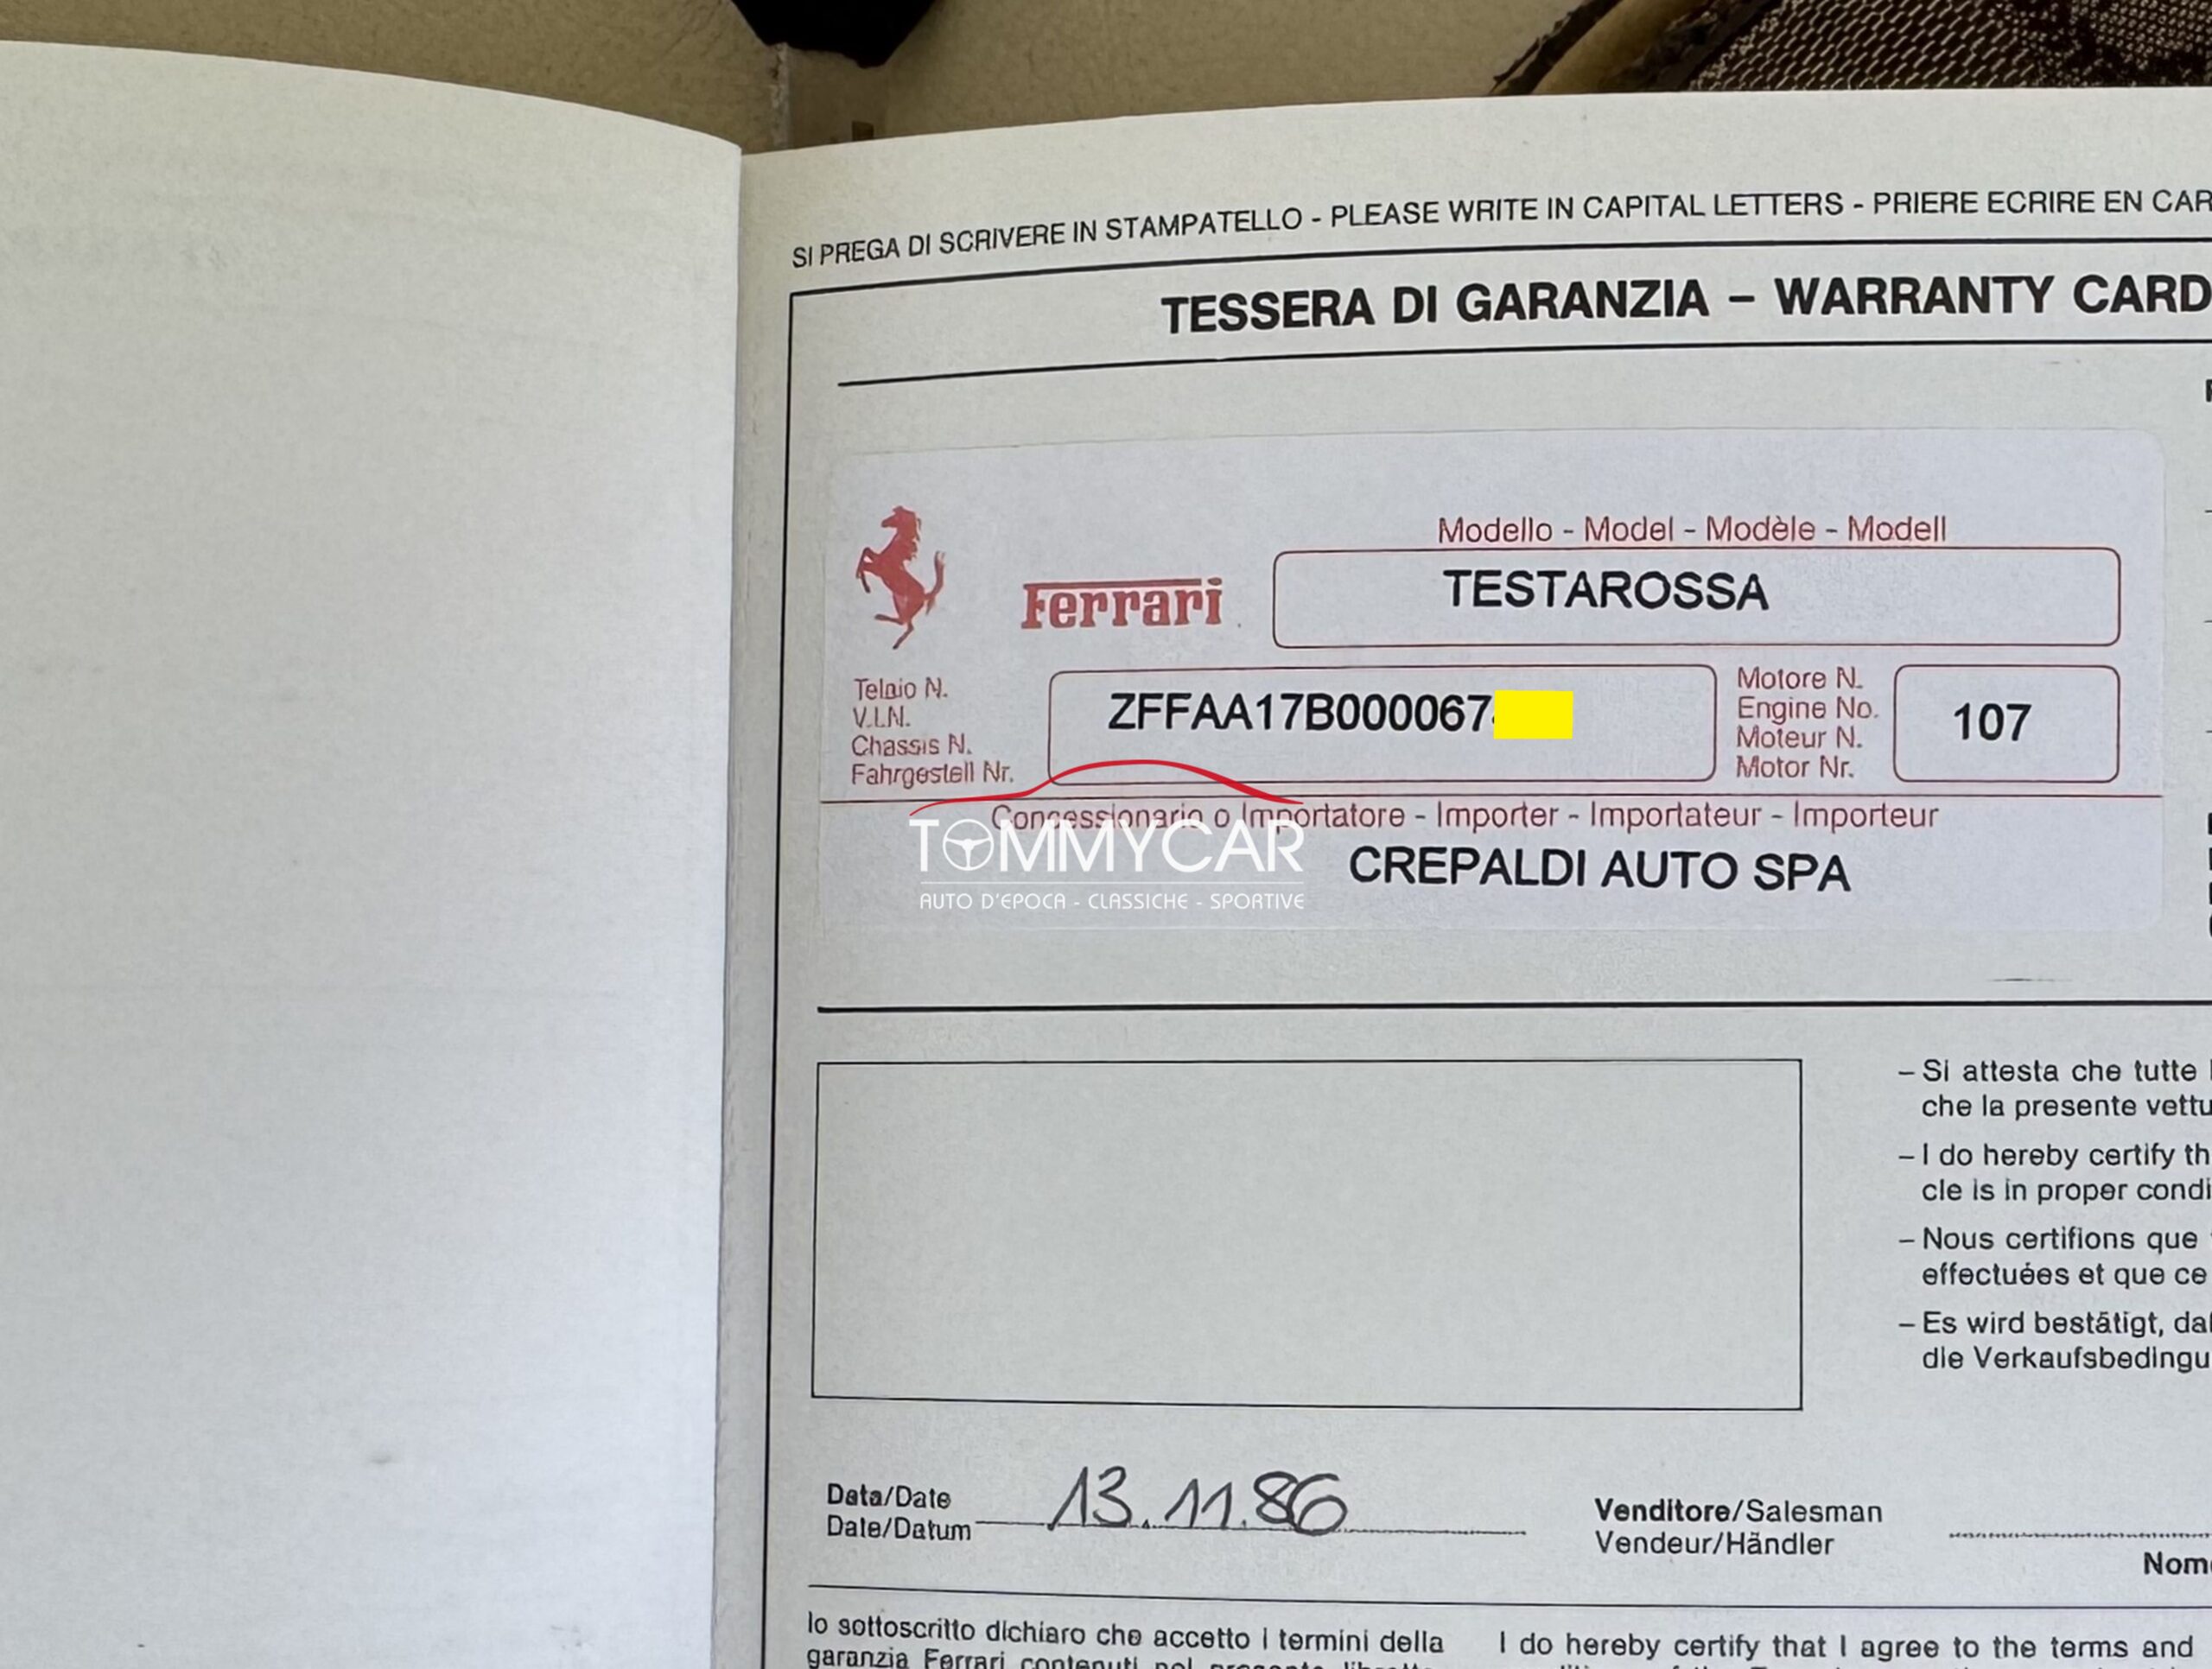 SI PREGA DI SCRIVERE IN STAMPATELLO - PLEASE WRITE IN CAPITAL LETTERS - PRIERE ECRIRE EN CAR
TESSERA DI GARANZIA – WARRANTY CARD
Modello - Model - Modèle - Modell
Ferrari
TESTAROSSA
Telaio N.
V.I.N.
Chassis N.
Fahrgestell Nr.
ZFFAA17B000067
Motore N.
Engine No.
Moteur N.
Motor Nr.
107
Concessionario o Importatore - Importer - Importateur - Importeur
TOMMYCAR
AUTO D'EPOCA - CLASSICHE - SPORTIVE
CREPALDI AUTO SPA
– Si attesta che tutte
che la presente vettu
– I do hereby certify th
cle is in proper condi
– Nous certifions que
effectuées et que ce
– Es wird bestätigt, da
die Verkaufsbedingu
Data/Date
Date/Datum
13.11.86
Venditore/Salesman
Vendeur/Händler
Nom
Io sottoscritto dichiaro che accetto i termini della
garanzia Ferrari contenuti nel presente
I do hereby certify that I agree to the terms and